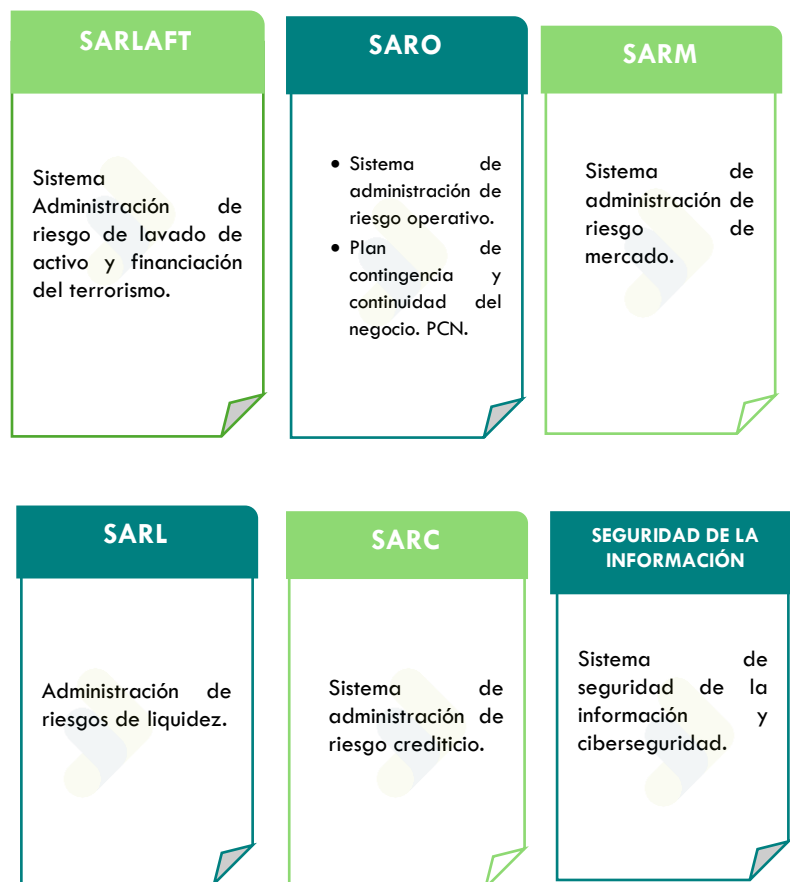 SARLAFT
Sistema
Administración de
riesgo de lavado de
activo y financiación
del terrorismo.
SARO
• Sistema de
administración de
riesgo operativo.
• Plan de
contingencia y
continuidad del
negocio. PCN.
SARM
Sistema de
administración de
riesgo de
mercado.
SARL
Administración de
riesgos de liquidez.
SARC
Sistema de
administración de
riesgo crediticio.
SEGURIDAD DE LA
INFORMACIÓN
Sistema de
seguridad de la
información y
ciberseguridad.